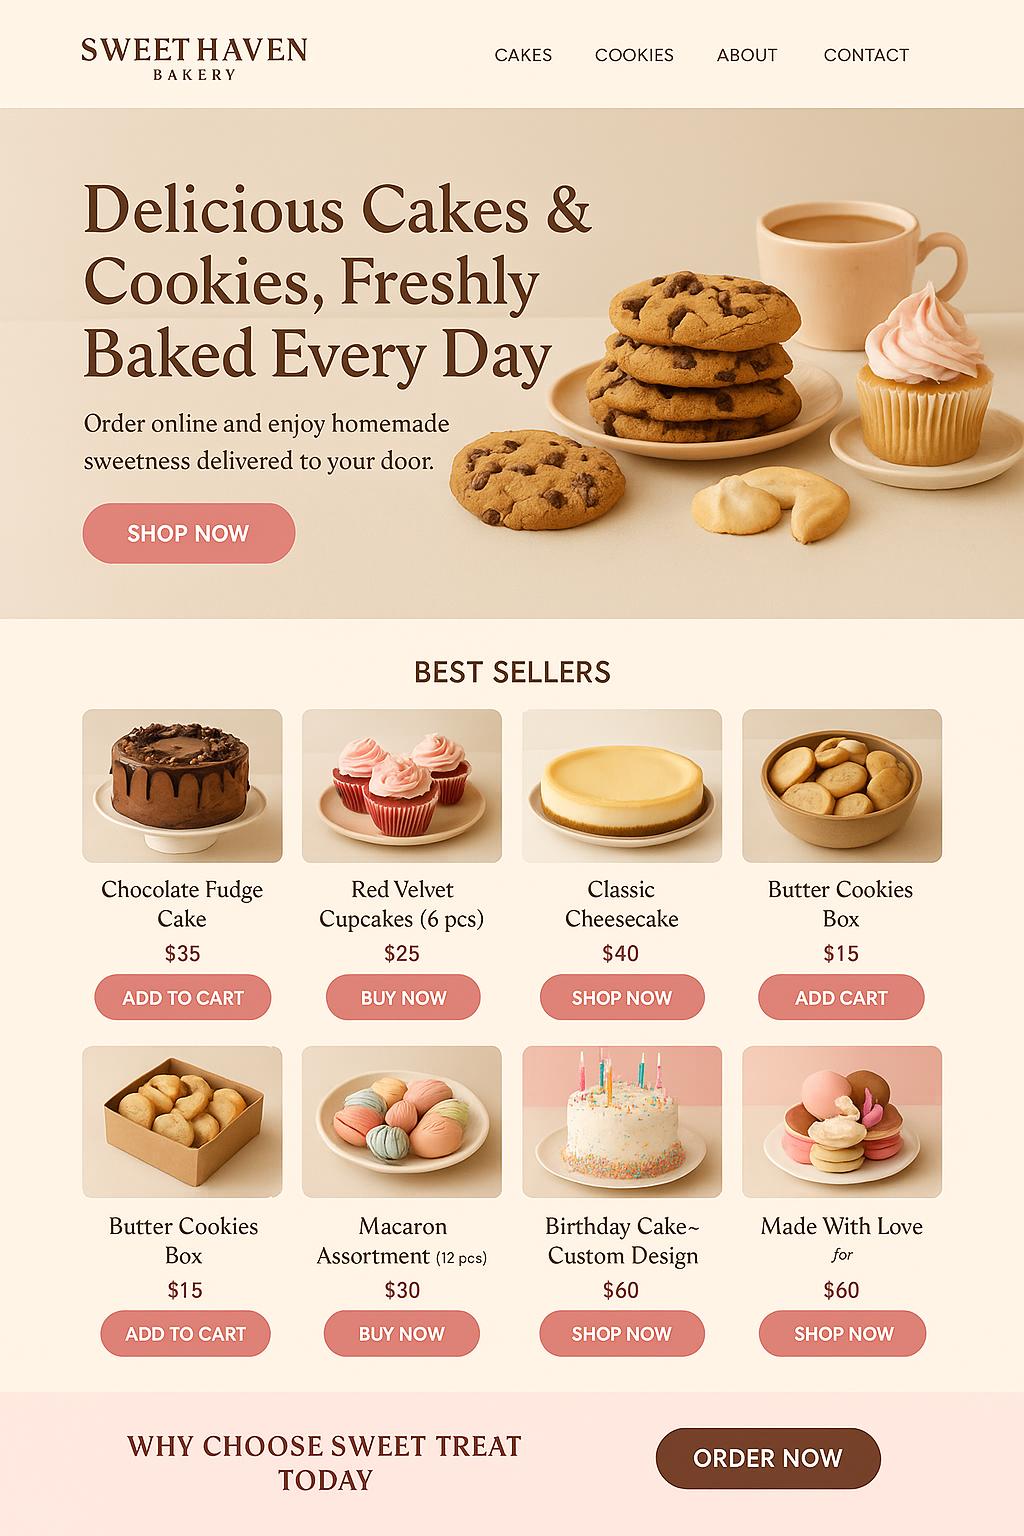 SWEET HAVEN
BAKERY
CAKES
COOKIES
ABOUT
CONTACT
Delicious Cakes &
Cookies, Freshly
Baked Every Day
Order online and enjoy homemade
sweetness delivered to your door.
SHOP NOW
BEST SELLERS
Chocolate Fudge
Cake
$35
ADD TO CART
Red Velvet
Cupcakes (6 pcs)
$25
BUY NOW
Classic
Cheesecake
$40
SHOP NOW
Butter Cookies
Box
$15
ADD CART
Butter Cookies
Box
$15
ADD TO CART
Macaron
Assortment (12 pcs)
$30
BUY NOW
Birthday Cake~
Custom Design
$60
SHOP NOW
Made With Love
for
$60
SHOP NOW
WHY CHOOSE SWEET TREAT
TODAY
ORDER NOW